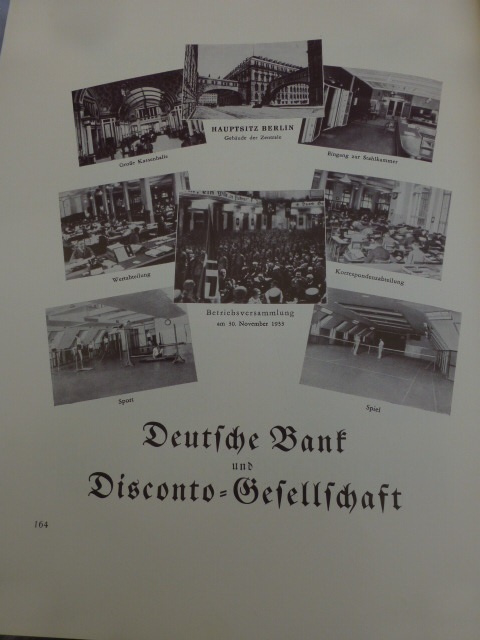 HAUPTSITZ BERLIN
Gebäude der Zentrale
Große Kassenhalle
Eingang zur Stahlkammer
Wertabteilung
Korrespondenzabteilung
Betriebsversammlung
am 30. November 1933
Sport
Spiel
Deutsche Bank
und
Disconto=Gesellschaft
164